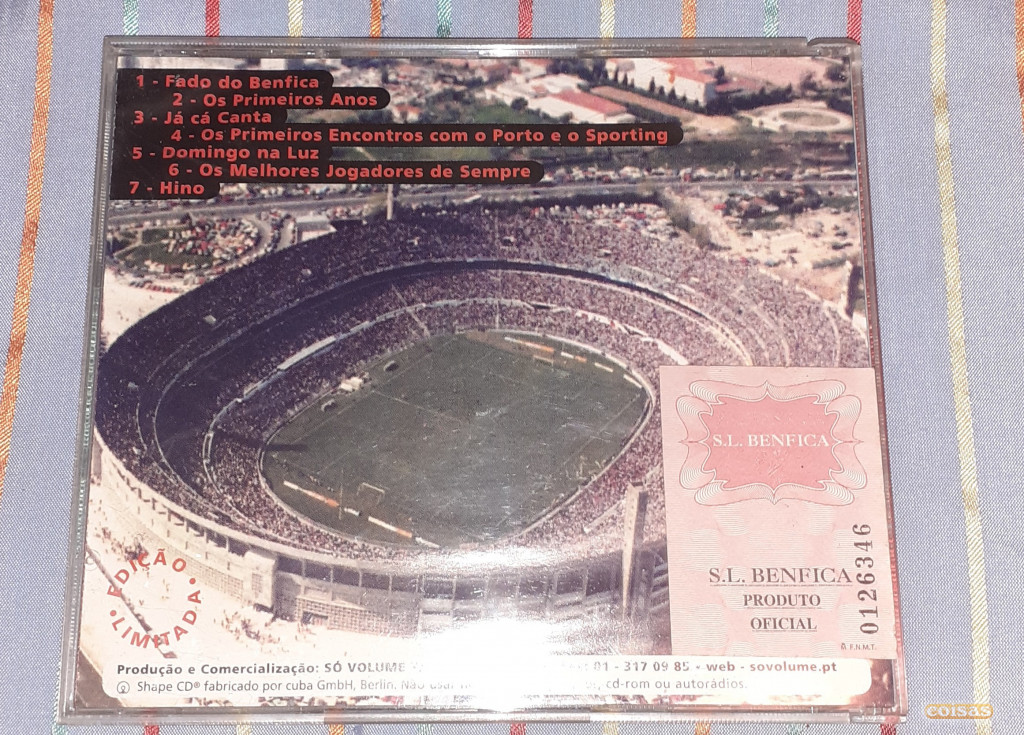 1 - Fado do Benfica
2 - Os Primeiros Anos
3 - Já cá Canta
4 - Os Primeiros Encontros com o Porto e o Sporting
5 - Domingo na Luz
6 - Os Melhores Jogadores de Sempre
7 - Hino
S.L. BENFICA
S.L. BENFICA
PRODUTO
OFICIAL
0126346
F.N.M.T.
• EDIÇÃO •
LIMITADA
Produção e Comercialização: SÓ VOLUME 01 - 317 09 85 - web - sovolume.pt
Shape CD® fabricado por cuba GmbH, Berlin. Não usar cd-rom ou autorádios.
coisas